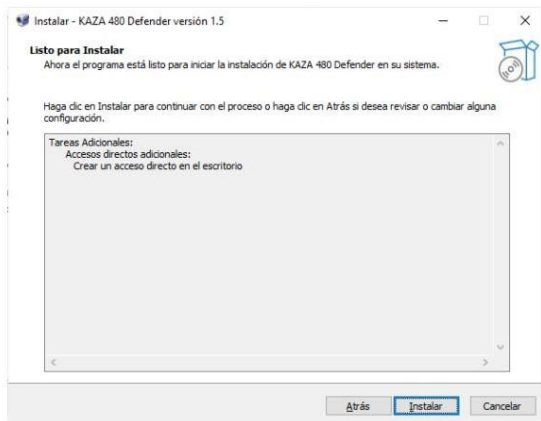 Instalar - KAZA 480 Defender versión 1.5
Listo para Instalar
Ahora el programa está listo para iniciar la instalación de KAZA 480 Defender en su sistema.
Haga clic en Instalar para continuar con el proceso o haga clic en Atrás si desea revisar o cambiar alguna
configuración.
Tareas Adicionales:
Accesos directos adicionales:
Crear un acceso directo en el escritorio
Atrás
Instalar
Cancelar